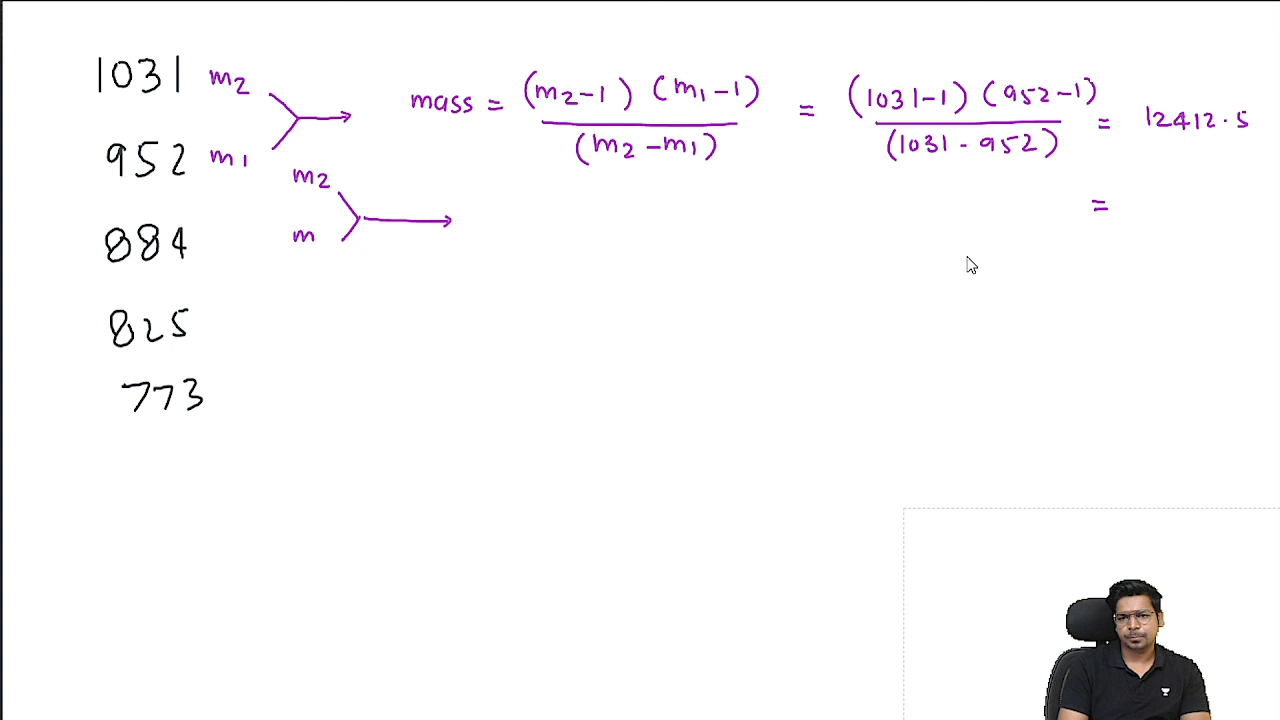 1031 m2
mass = (m2-1) (m1-1) / (m2-m1) = (1031-1) (952-1) / (1031-952) = 12412.5
952 m1
m2
=
884 m
825
773